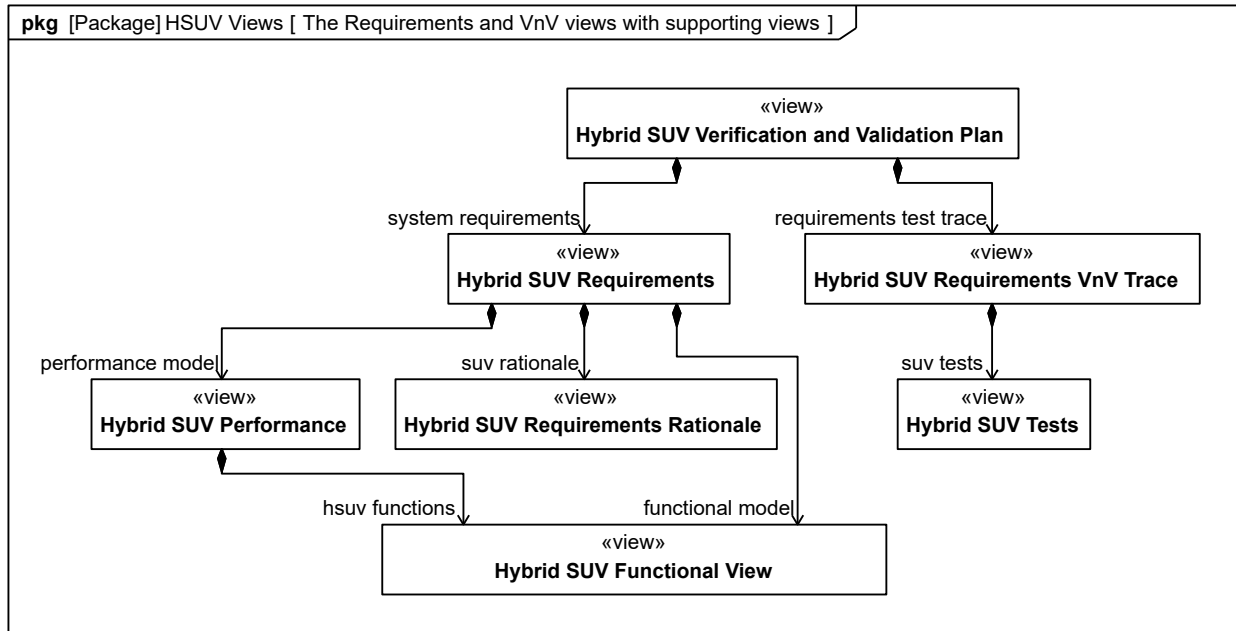 pkg [Package] HSUV Views [ The Requirements and VnV views with supporting views ]
«view»
Hybrid SUV Verification and Validation Plan
system requirements
requirements test trace
«view»
Hybrid SUV Requirements
«view»
Hybrid SUV Requirements VnV Trace
performance model
suv rationale
suv tests
«view»
Hybrid SUV Performance
«view»
Hybrid SUV Requirements Rationale
«view»
Hybrid SUV Tests
hsuv functions
functional model
«view»
Hybrid SUV Functional View